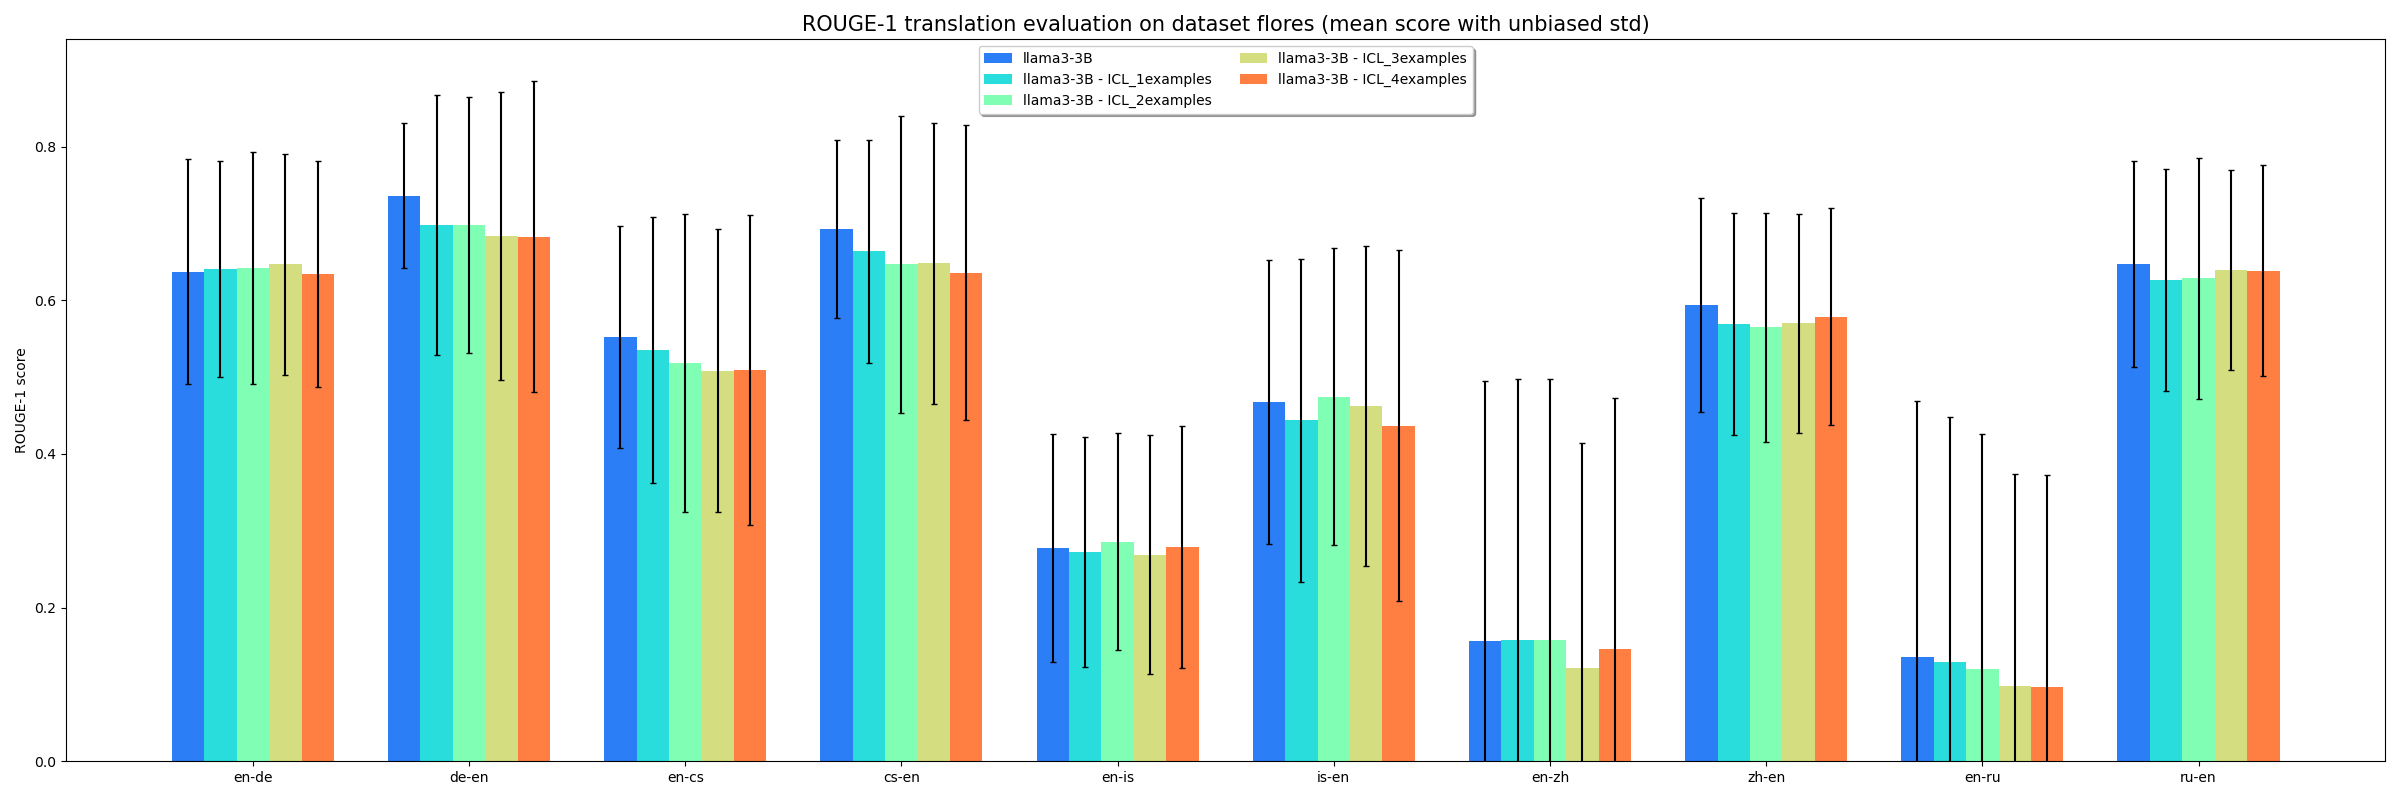 ROUGE-1 translation evaluation on dataset flores (mean score with unbiased std)
llama3-3B
llama3-3B - ICL_1examples
llama3-3B - ICL_2examples
llama3-3B - ICL_3examples
llama3-3B - ICL_4examples
ROUGE-1 score
0.8
0.6
0.4
0.2
0.0
en-de de-en en-cs cs-en en-is is-en en-zh zh-en en-ru ru-en